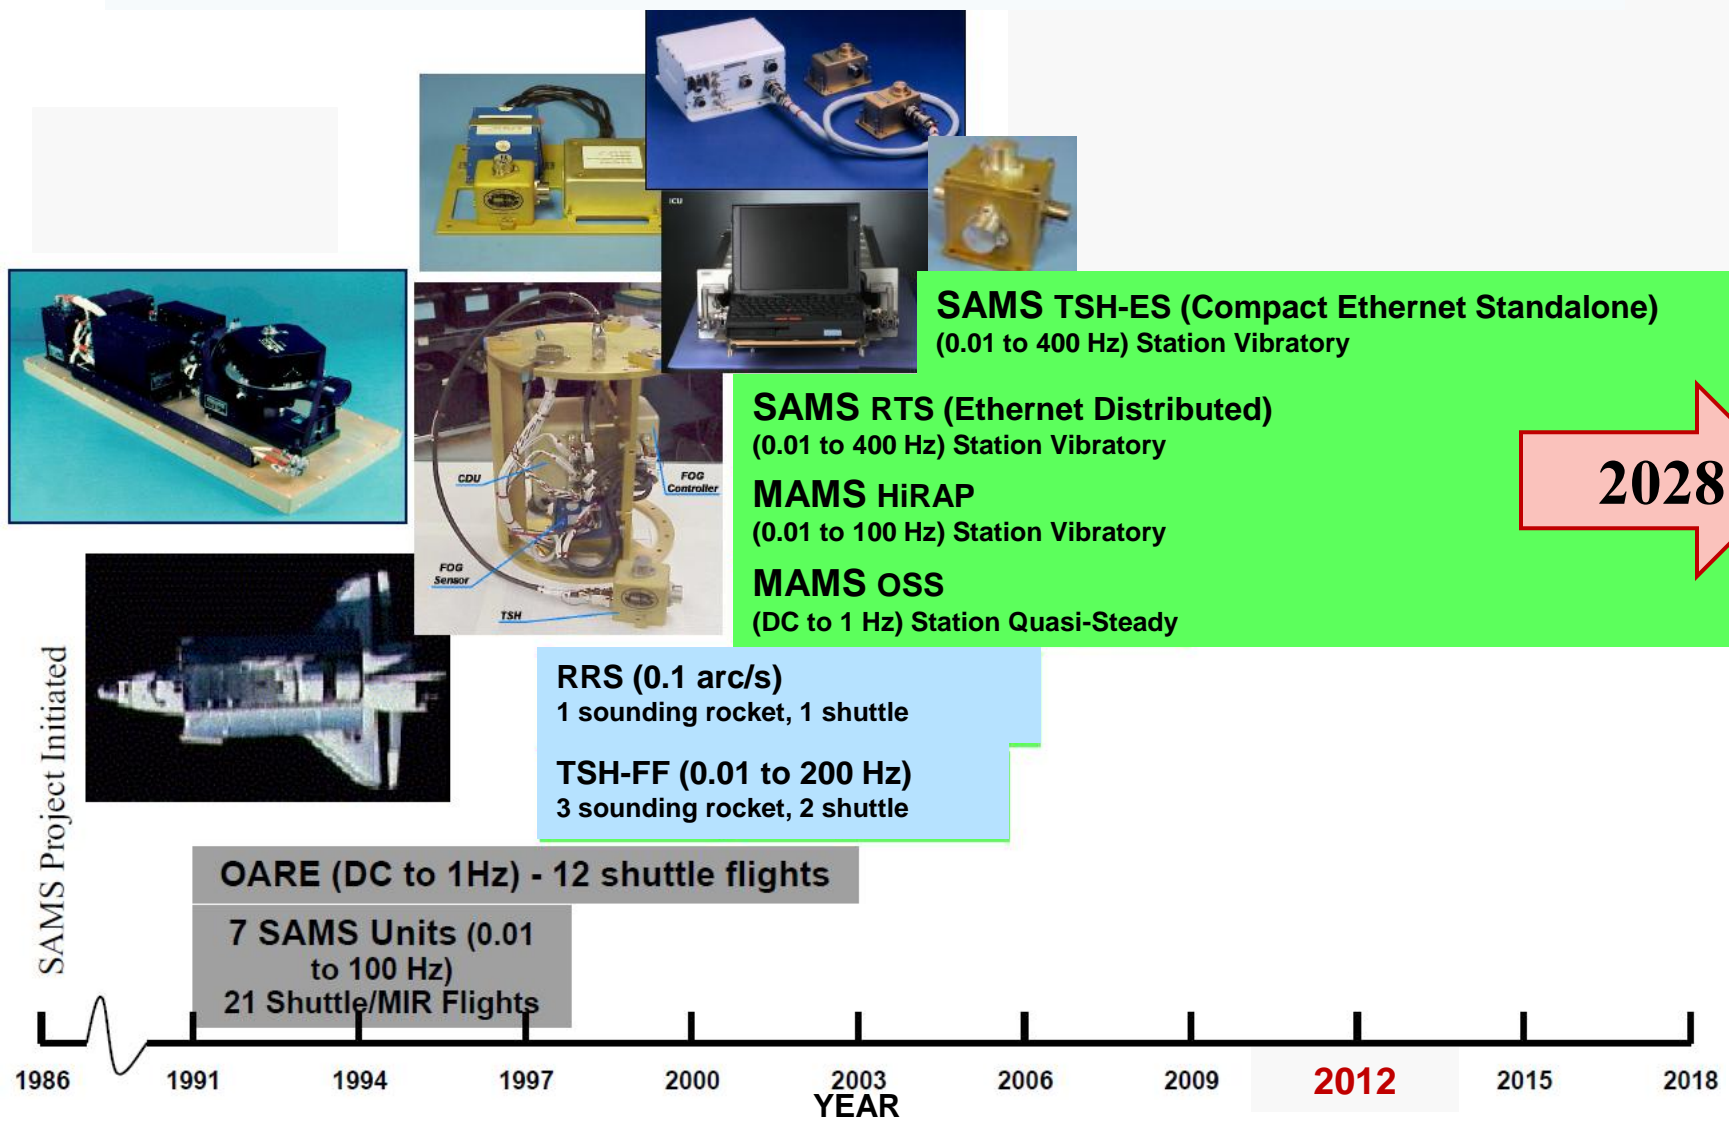 ICU
SAMS TSH-ES (Compact Ethernet Standalone)
(0.01 to 400 Hz) Station Vibratory
SAMS RTS (Ethernet Distributed)
(0.01 to 400 Hz) Station Vibratory
MAMS HiRAP
(0.01 to 100 Hz) Station Vibratory
MAMS OSS
(DC to 1 Hz) Station Quasi-Steady
2028
CDU
FOG
Controller
FOG
Sensor
TSH
RRS (0.1 arc/s)
1 sounding rocket, 1 shuttle
TSH-FF (0.01 to 200 Hz)
3 sounding rocket, 2 shuttle
OARE (DC to 1Hz) - 12 shuttle flights
7 SAMS Units (0.01
to 100 Hz)
21 Shuttle/MIR Flights
SAMS Project Initiated
1986 1991 1994 1997 2000 2003 2006 2009 2012 2015 2018
YEAR